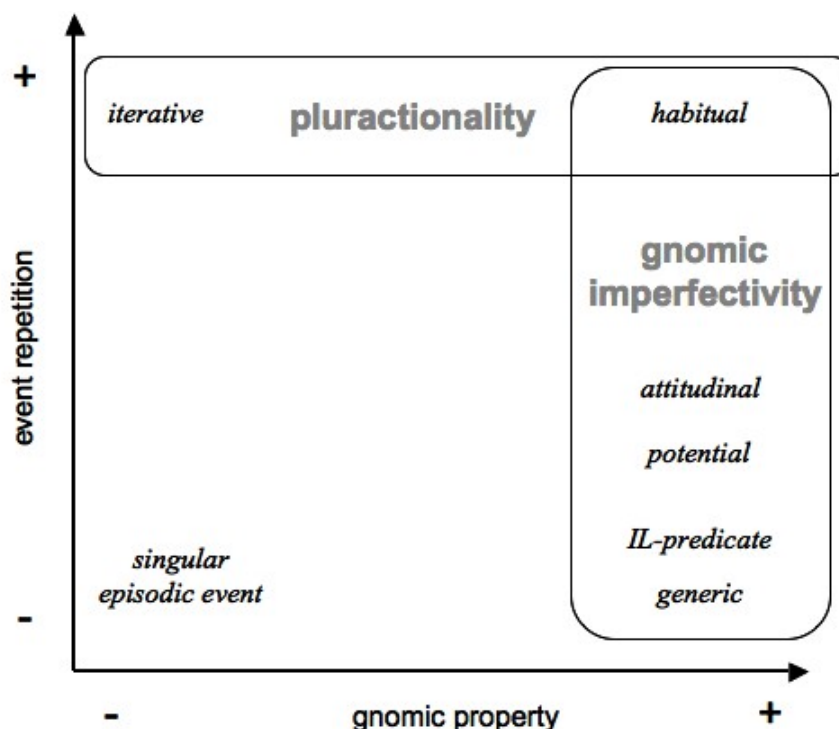 +
iterative pluractionality habitual
gnomic
imperfectivity
event repetition
attitudinal
potential
IL-predicate
singular
episodic event
generic
-
- gnomic property +